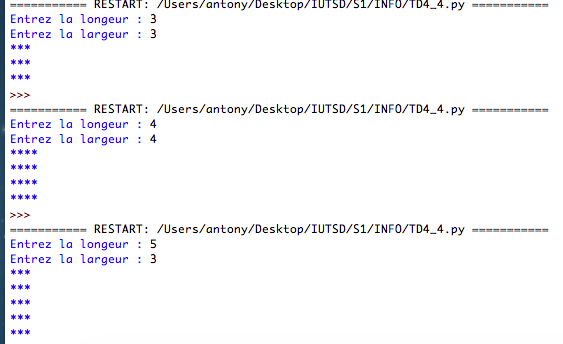 =========== RESTART: /Users/antony/Desktop/IUTSD/S1/INFO/TD4_4.py ===========
Entrez la longeur : 3
Entrez la largeur : 3
***
***
***
>>>
=========== RESTART: /Users/antony/Desktop/IUTSD/S1/INFO/TD4_4.py ===========
Entrez la longeur : 4
Entrez la largeur : 4
****
****
****
****
>>>
=========== RESTART: /Users/antony/Desktop/IUTSD/S1/INFO/TD4_4.py ===========
Entrez la longeur : 5
Entrez la largeur : 3
***
***
***
***
***